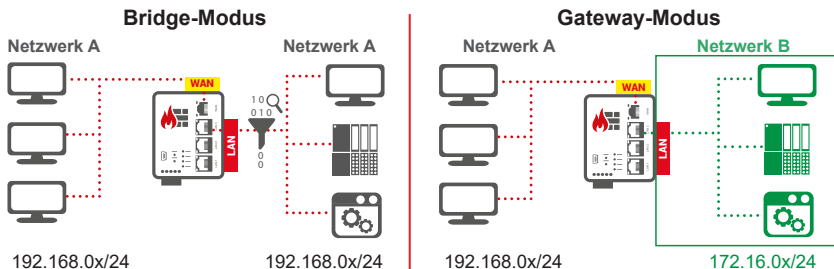 Bridge-Modus
Netzwerk A
Netzwerk A
WAN
LAN
10
010
0
0
192.168.0x/24
192.168.0x/24
Gateway-Modus
Netzwerk A
Netzwerk B
WAN
LAN
192.168.0x/24
172.16.0x/24